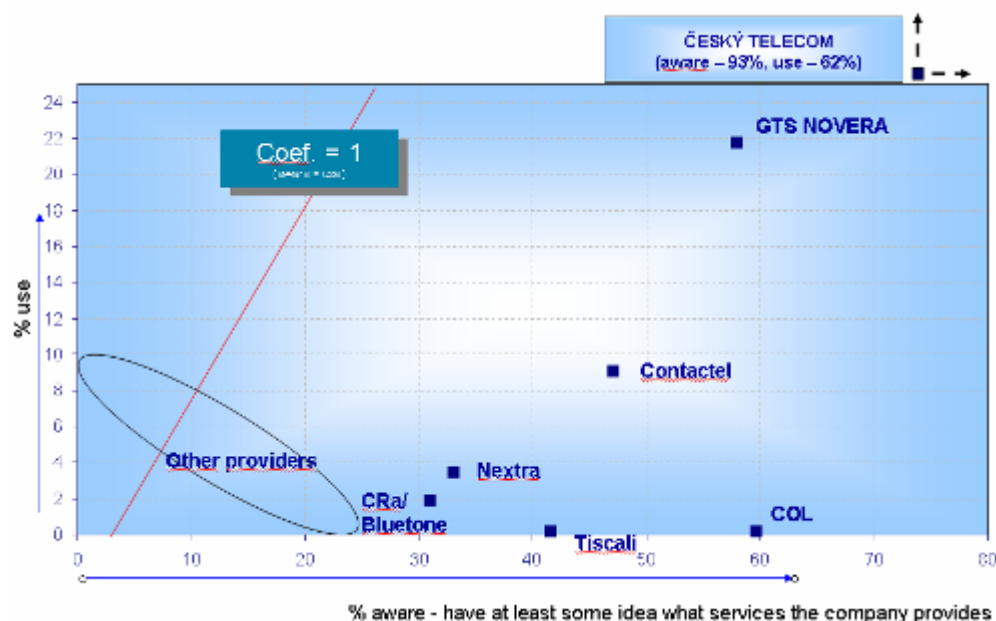 ČESKÝ TELECOM
(aware – 93%, use – 62%)
24
22
20
18
16
14
12
10
8
6
4
2
0
% use
GTS NOVERA
Coef. = 1
Contactel
Other providers
Nextra
CRa/
Bluetone
Tiscali
COL
0 10 20 30 40 50 60 70 80
% aware - have at least some idea what services the company provides